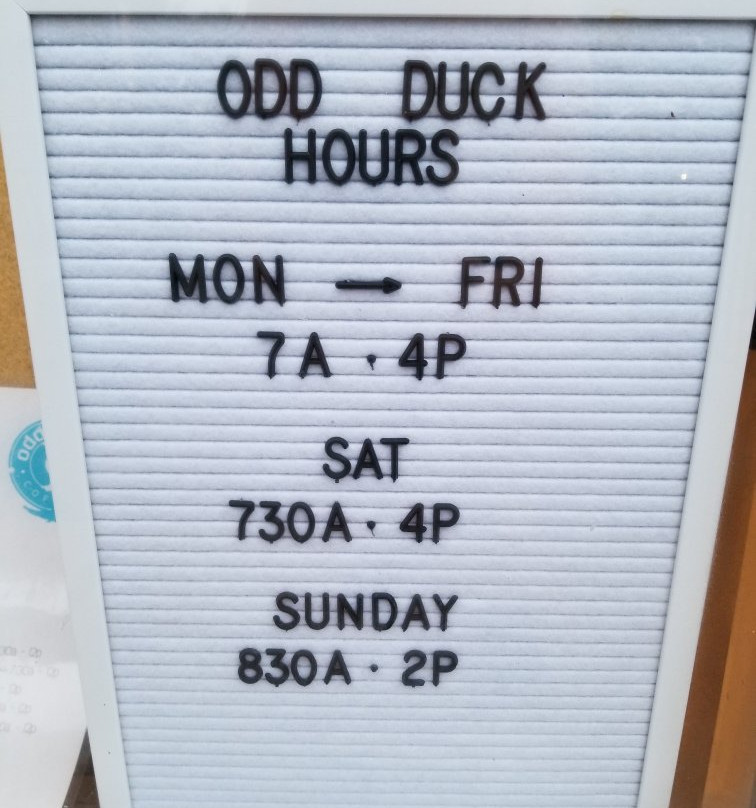 ODD DUCK
HOURS
MON → FRI
7A · 4P
SAT
730A · 4P
SUNDAY
830A · 2P